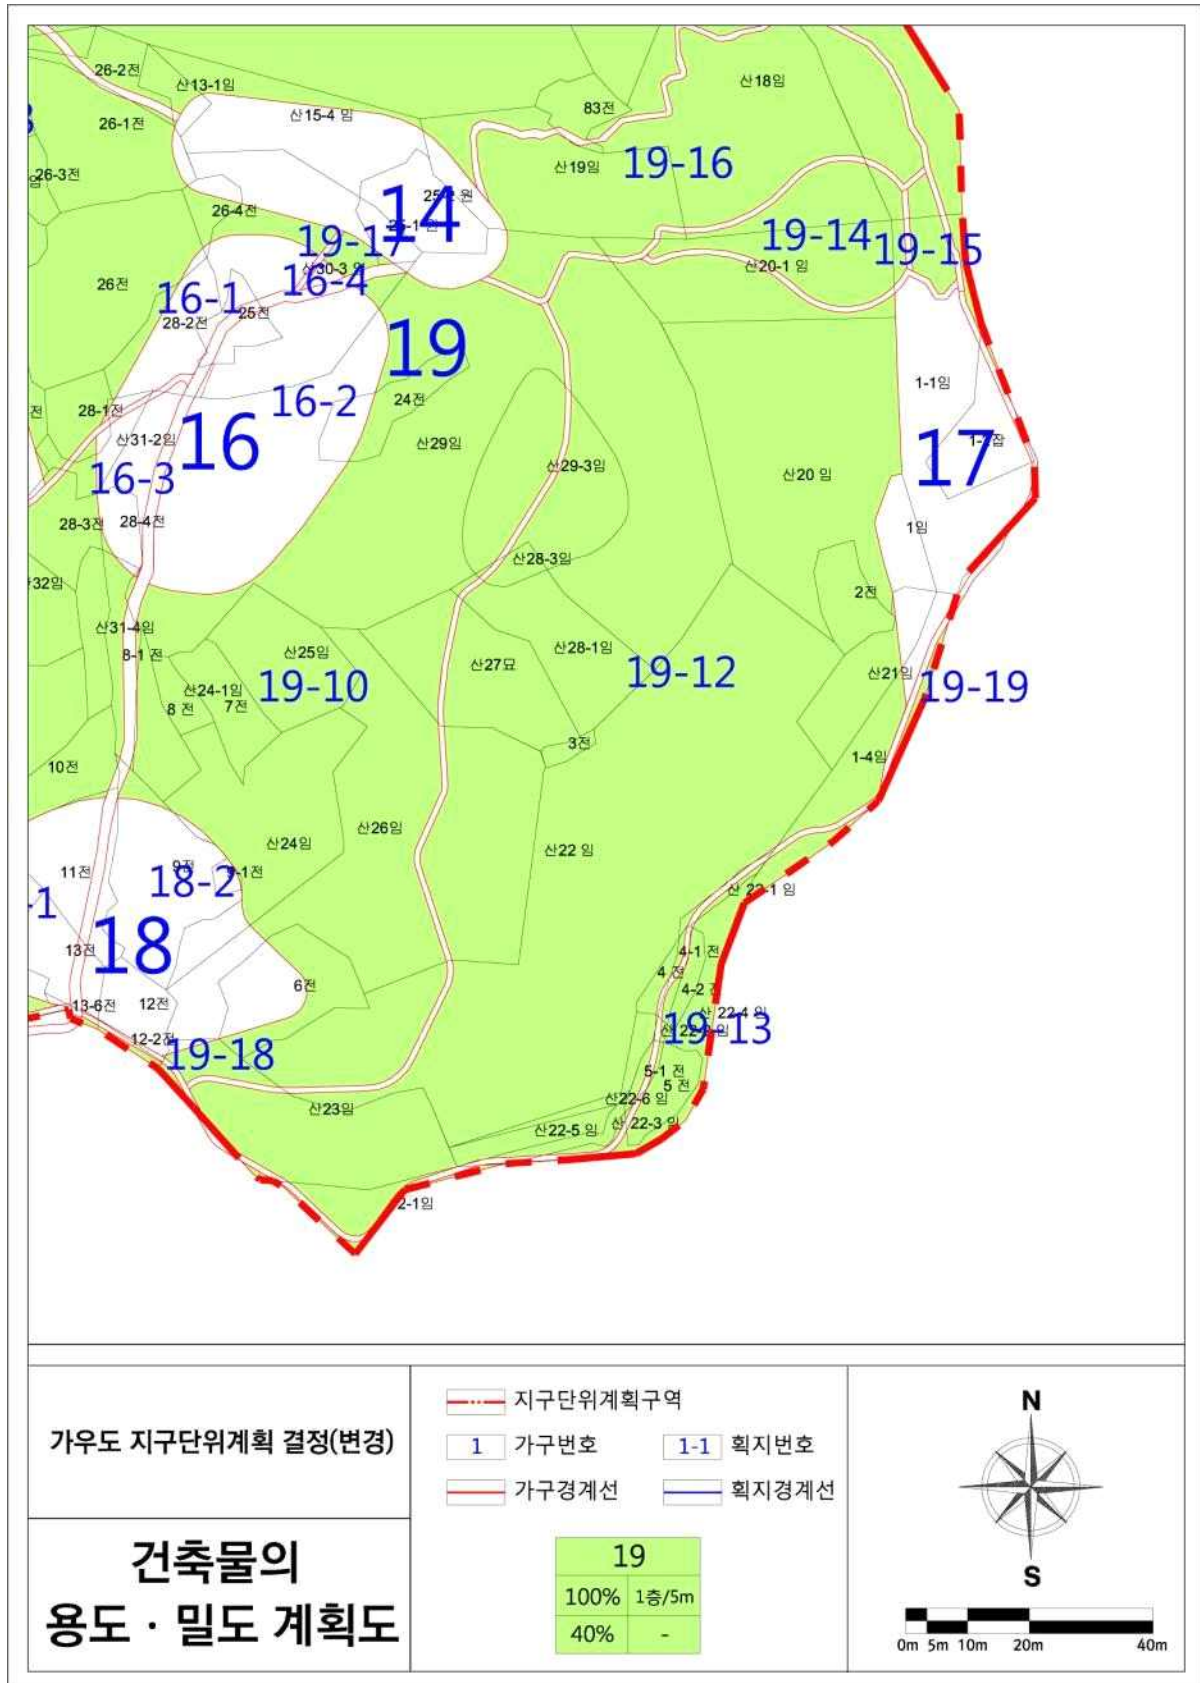 26-2전
산13-1임
산18임
산15-4 임
83전
26-1전
26-3전
산19임
19-16
26-4전
14
19-17
19-14
19-15
산20-1 임
26전
16-4
16-1
25전
28-2전
19
1-1임
16-2
24전
28-1전
산31-2임
16
산29임
17
산29-3임
산20 임
16-3
28-3전
28-4전
1임
산28-3임
2전
산31-4임
8-1 전
산25임
산28-1임
산27묘
19-12
산21임
19-19
19-10
산24-1임
7전
8 전
3전
1-4임
10전
산26임
산24임
산22 임
11전
9전
18-2
-1
산 22-1 임
18
13전
4-1 전
4 전
6전
13-6전
12전
산 22-4 임
19-13
12-2전
19-18
5-1 전
5 전
산22-6 임
산23임
산 22-3 임
산22-5 임
2-1임
가우도 지구단위계획 결정(변경)
건축물의
용도 · 밀도 계획도
지구단위계획구역
1 가구번호 1-1 획지번호
가구경계선 획지경계선
19
100% 1층/5m
40% -
N
S
0m 5m 10m 20m 40m